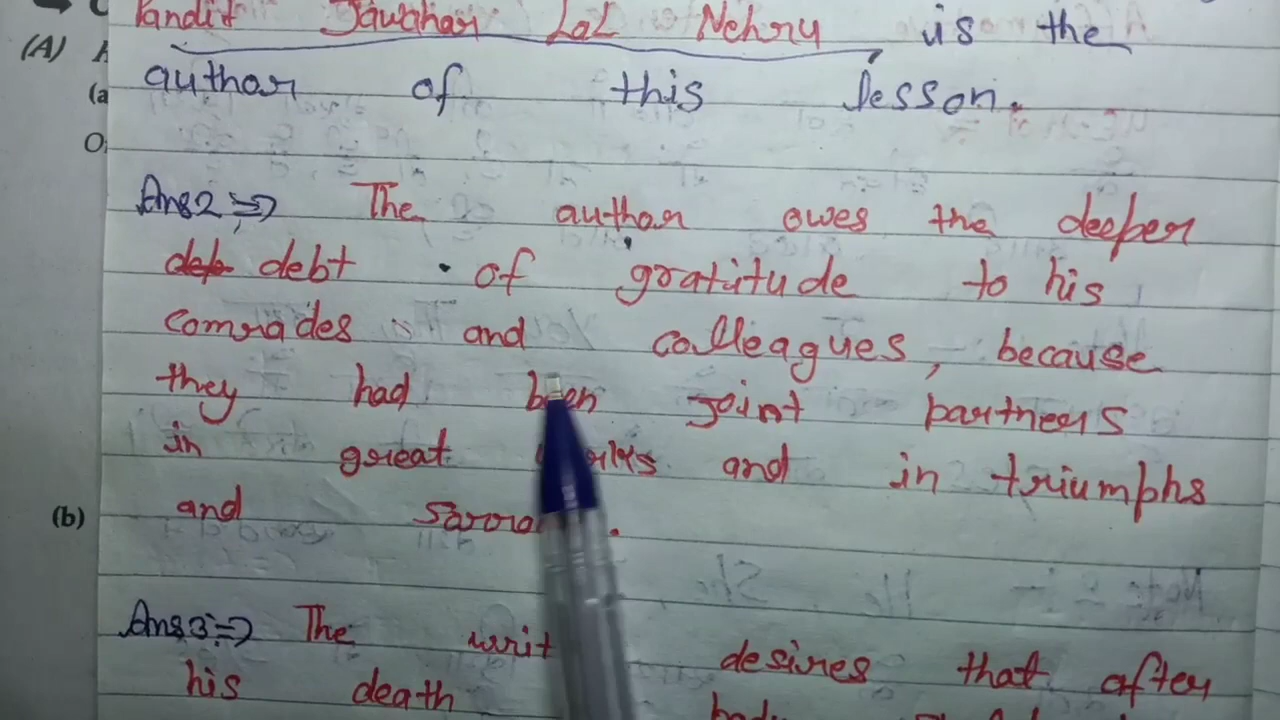 (A)
Pandit Jawahar Lal Nehru is the
author of this lesson.
(a
O
Ans2 => The author owes the deeper
dep debt of gratitude to his
comrades and colleagues, because
they had been joint partners
in great works and in triumphs
and
(b)
Ans3 => The desires that after
his death